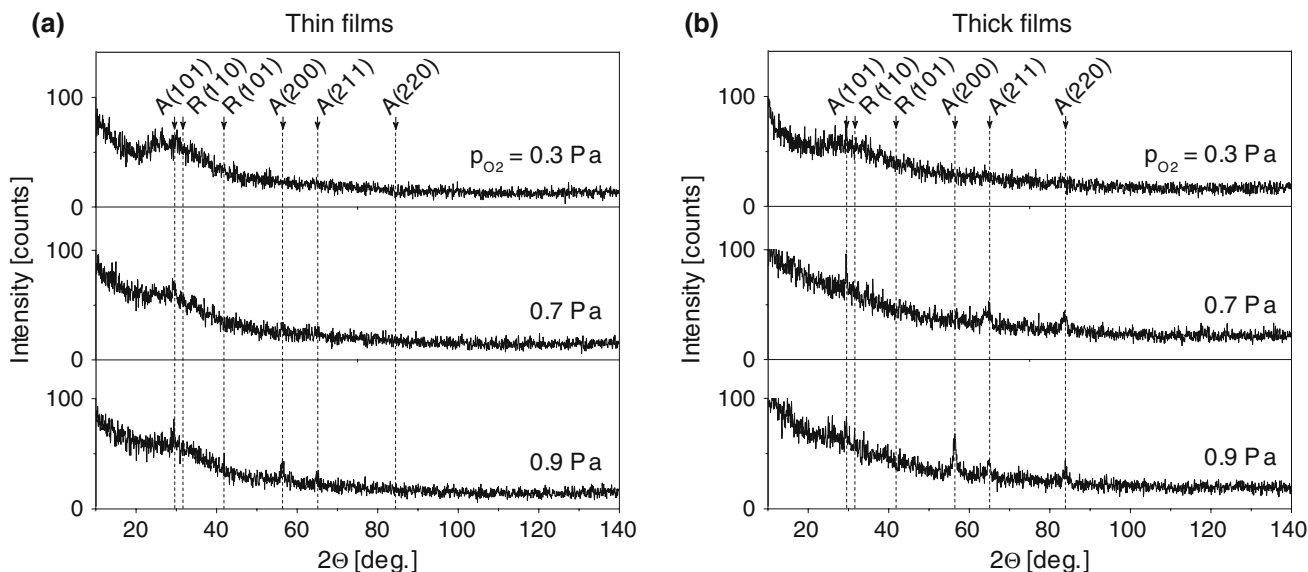 (a) Thin films
A(101) R(110) R(101) A(200) A(211) A(220)
100
p_O2 = 0.3 Pa
0
100
0.7 Pa
0
100
0.9 Pa
0
Intensity [counts]
20 40 60 80 100 120 140
2Θ [deg.]
(b) Thick films
A(101) R(110) R(101) A(200) A(211) A(220)
100
p_O2 = 0.3 Pa
0
100
0.7 Pa
0
100
0.9 Pa
0
Intensity [counts]
20 40 60 80 100 120 140
2Θ [deg.]